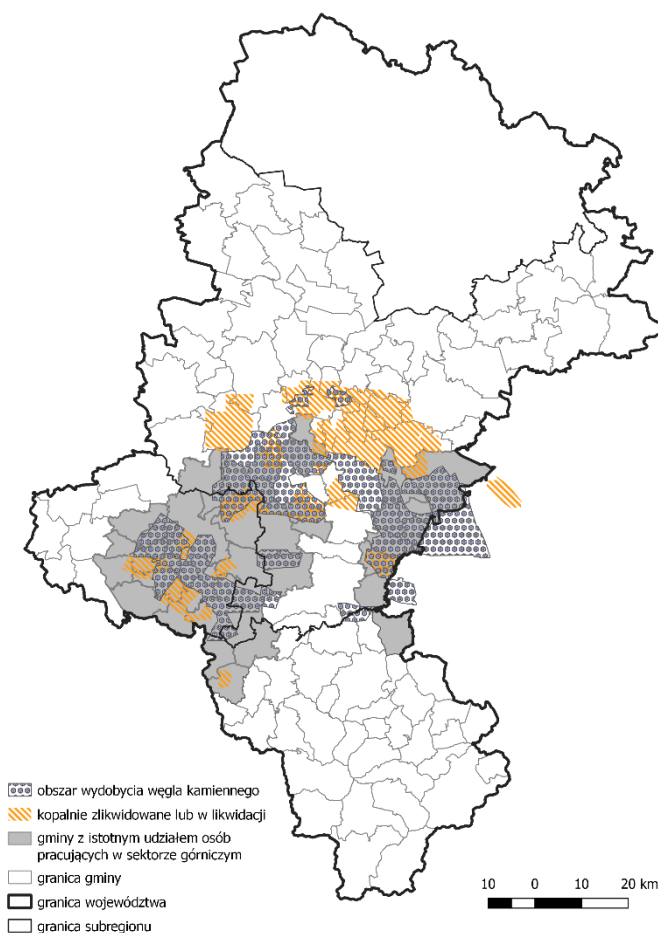 obszar wydobycia węgla kamiennego
kopalnie zlikwidowane lub w likwidacji
gminy z istotnym udziałem osób
pracujących w sektorze górniczym
granica gminy
granica województwa
granica subregionu
10 0 10 20 km